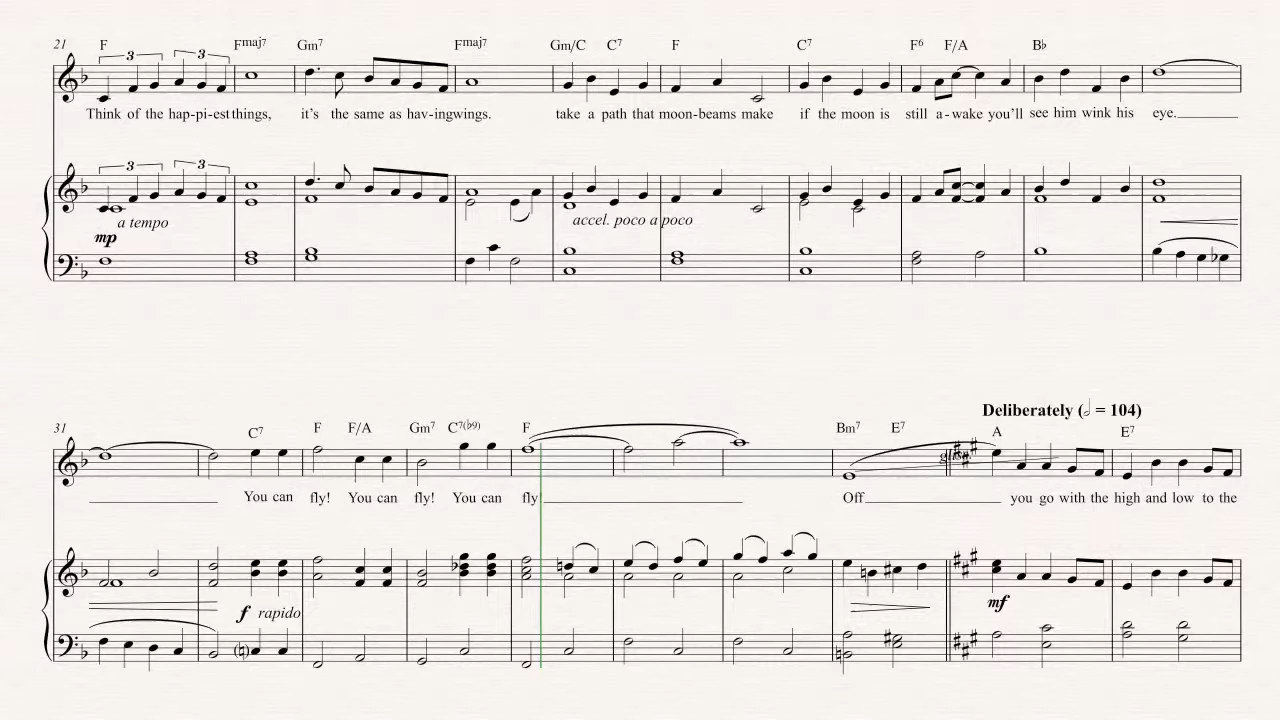 21 F Fmaj7 Gm7 Fmaj7 Gm/C C7 F C7 F6 F/A B♭
3 3
Think of the hap-pi-est things, it's the same as hav-ing wings. take a path that moon-beams make if the moon is still a-wake you'll see him wink his eye.
3 3
a tempo accel. poco a poco
mp
Deliberately (𝅗𝅥 = 104)
31 C7 F F/A Gm7 C7(b9) F Bm7 E7 A E7
gliss.
You can fly! You can fly! You can fly! Off you go with the high and low to the
f rapido mf